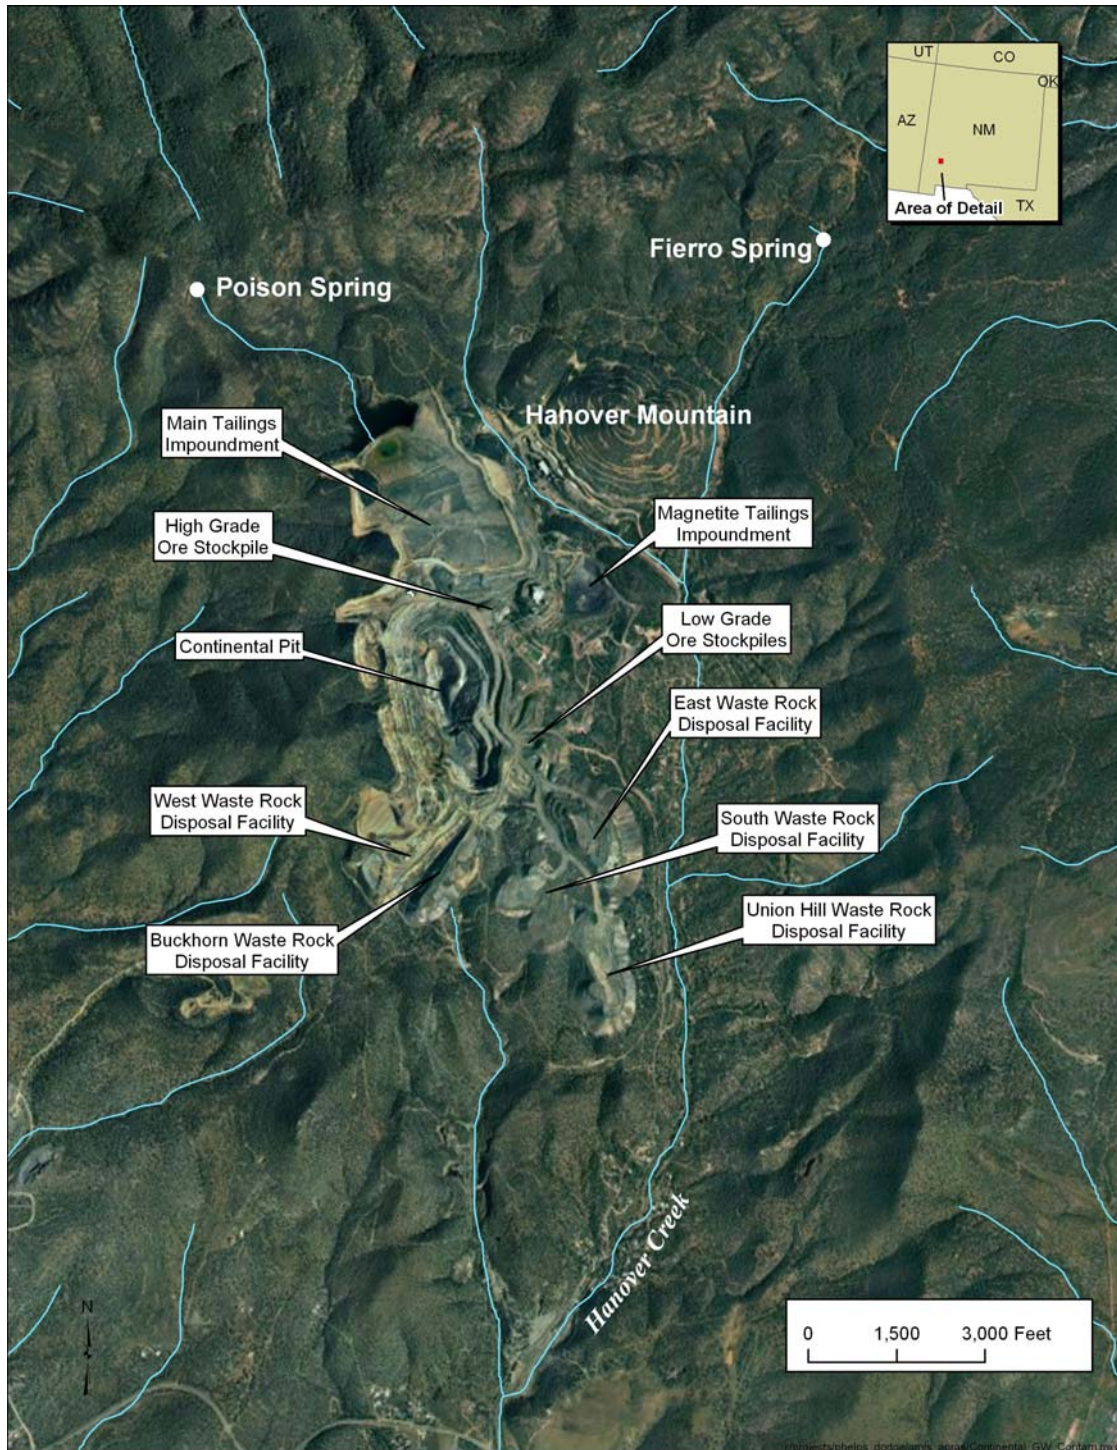 UT
CO
OK
AZ
NM
Area of Detail
TX
Fierro Spring
Poison Spring
Hanover Mountain
Main Tailings
Impoundment
High Grade
Ore Stockpile
Magnetite Tailings
Impoundment
Continental Pit
Low Grade
Ore Stockpiles
East Waste Rock
Disposal Facility
West Waste Rock
Disposal Facility
South Waste Rock
Disposal Facility
Union Hill Waste Rock
Disposal Facility
Buckhorn Waste Rock
Disposal Facility
Hanover Creek
N
0 1,500 3,000 Feet